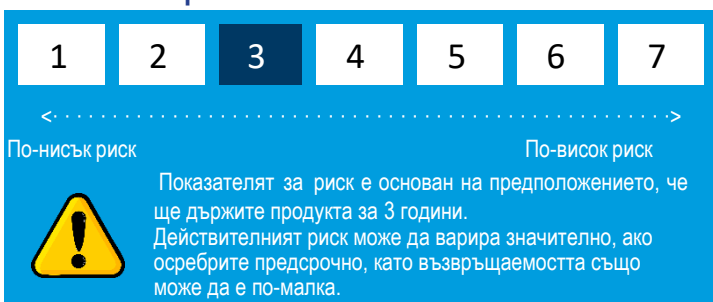 1 2 3 4 5 6 7
<· · · · · · · · · · · · · · · · · · · · · · · · · · · · · · · · · · · · · · · · · · · · · · · · · · · · · ·>
По-нисък риск По-висок риск
Показателят за риск е основан на предположението, че
ще държите продукта за 3 години.
Действителният риск може да варира значително, ако
осребрите предсрочно, като възвръщаемостта също
може да е по-малка.